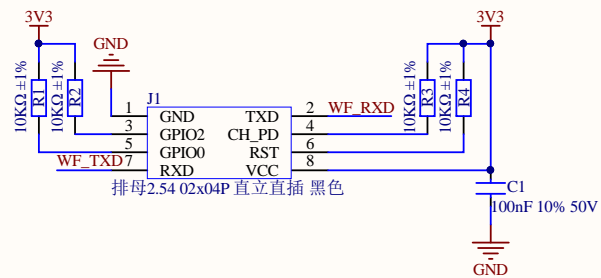 3V3
3V3
GND
10KΩ ±1%
R1
10KΩ ±1%
R2
10KΩ ±1%
R3
10KΩ ±1%
R4
J1
1 GND TXD 2 WF_RXD
3 GPIO2 CH_PD 4
5 GPIO0 RST 6
WF_TXD 7 RXD VCC 8
排母2.54 02x04P 直立直插 黑色
C1
100nF 10% 50V
GND